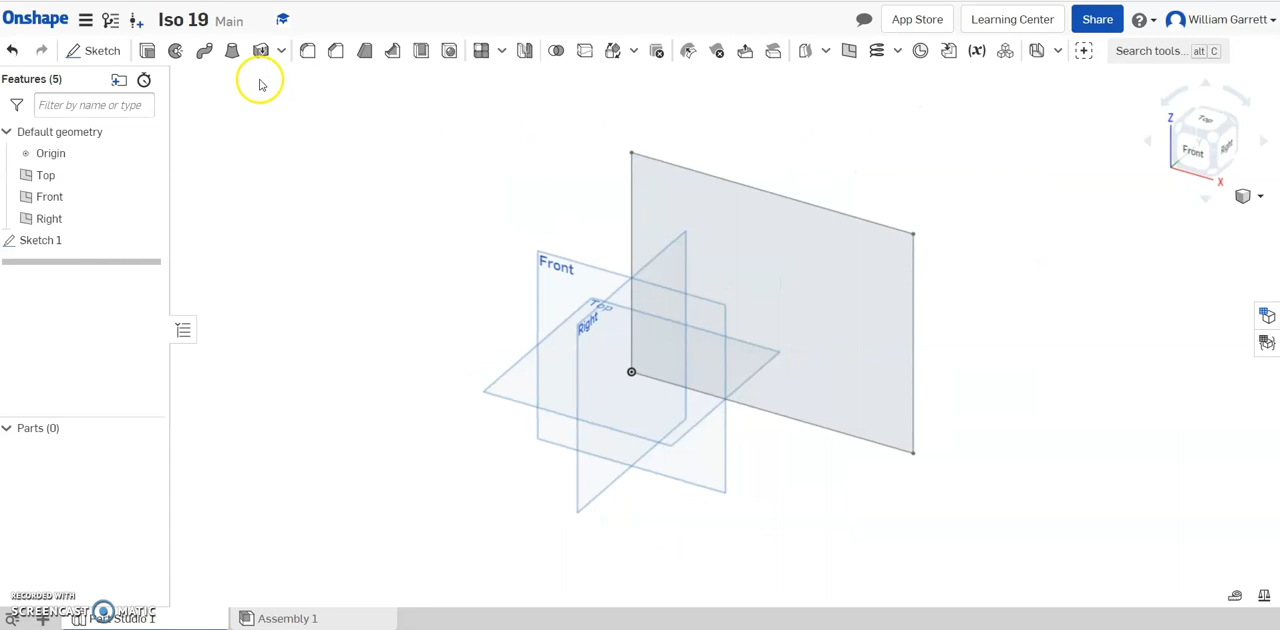 Onshape
Iso 19 Main
App Store
Learning Center
Share
William Garrett
Sketch
Search tools... alt C
Features (5)
Filter by name or type
Default geometry
Origin
Top
Front
Right
Sketch 1
Parts (0)
Front
Top
Right
Top
Front
Right
Z
X
RECORDED WITH
SCREENCAST MATIC
Part Studio 1
Assembly 1